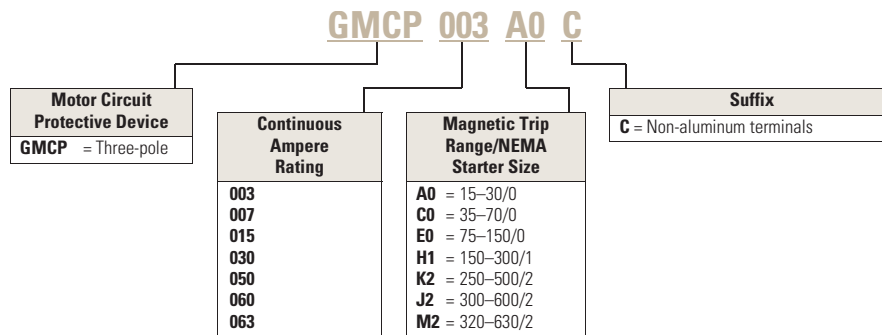 GMCP 003 A0 C
Motor Circuit
Protective Device
GMCP = Three-pole
Continuous
Ampere
Rating
003
007
015
030
050
060
063
Magnetic Trip
Range/NEMA
Starter Size
A0 = 15–30/0
C0 = 35–70/0
E0 = 75–150/0
H1 = 150–300/1
K2 = 250–500/2
J2 = 300–600/2
M2 = 320–630/2
Suffix
C = Non-aluminum terminals